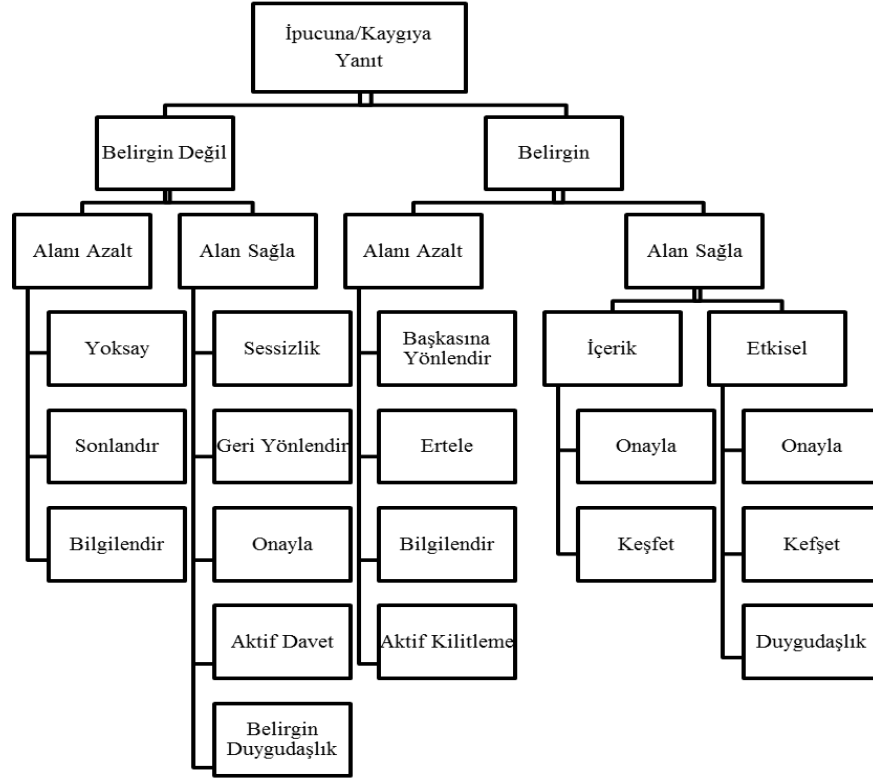 İpucuna/Kaygıya
Yanıt
Belirgin Değil
Belirgin
Alanı Azalt
Alan Sağla
Alanı Azalt
Alan Sağla
Yoksay
Sessizlik
Başkasına
Yönlendir
İçerik
Etkisel
Sonlandır
Geri Yönlendir
Ertele
Onayla
Onayla
Bilgilendir
Onayla
Bilgilendir
Keşfet
Kefşet
Aktif Davet
Aktif Kilitleme
Duygudaşlık
Belirgin
Duygudaşlık